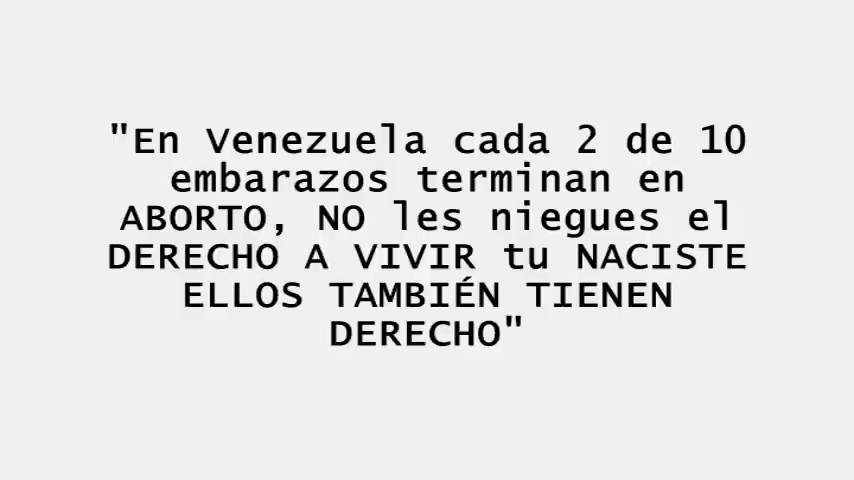 "En Venezuela cada 2 de 10
embarazos terminan en
ABORTO, NO les niegues el
DERECHO A VIVIR tu NACISTE
ELLOS TAMBIÉN TIENEN
DERECHO"